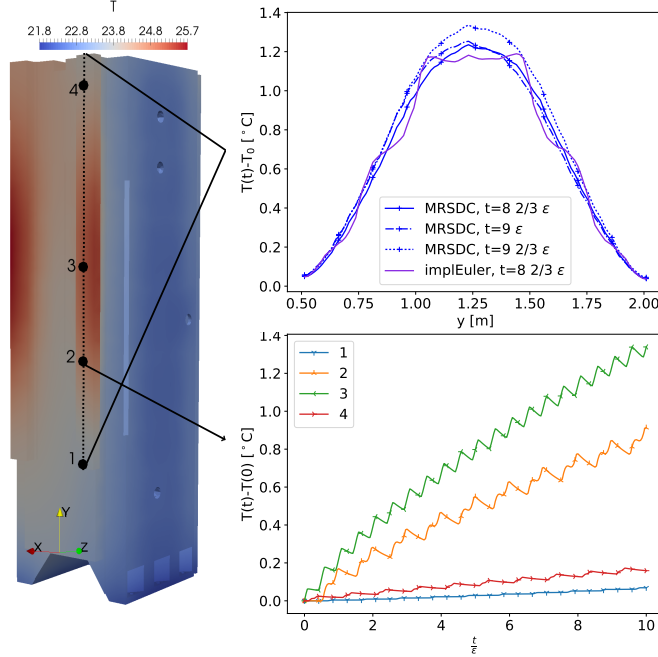 T
21.8 22.8 23.8 24.8 25.7
4
3
2
1
Y
X Z
T(t)-T₀ [°C]
1.4
1.2
1.0
0.8
0.6
0.4
0.2
0.0
MRSDC, t=8 2/3 ε
MRSDC, t=9 ε
MRSDC, t=9 2/3 ε
implEuler, t=8 2/3 ε
0.50 0.75 1.00 1.25 1.50 1.75 2.00
y [m]
T(t)-T(0) [°C]
1.4
1.2
1.0
0.8
0.6
0.4
0.2
0.0
1
2
3
4
0 2 4 6 8 10
t/ε